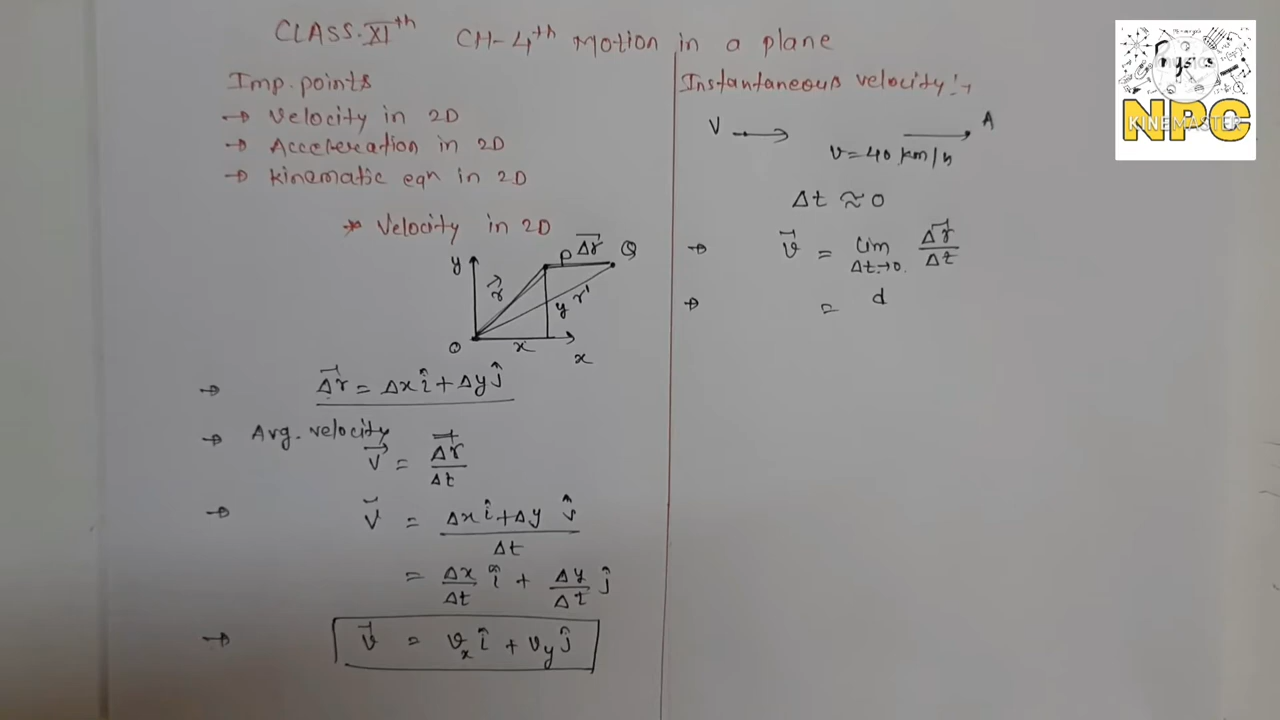 CLASS.XIth CH-4th Motion in a plane
Imp. points
→ Velocity in 2D
→ Acceleration in 2D
→ kinematic eqn in 2D
* Velocity in 2D
y P Δr⃗ Q
r⃗ y r'
O x x
→ Δr⃗ = Δx î + Δy ĵ
→ Avg. velocity
V⃗ = Δr⃗ / Δt
→ V⃗ = Δx î + Δy ĵ / Δt
= Δx/Δt î + Δy/Δt ĵ
→ v⃗ = vₓ î + v_y ĵ
Instantaneous velocity :→
V → → A
v = 40 km/h
Δt ≈ 0
→ v⃗ = lim Δt→0. Δr⃗ / Δt
→ = d
Physics
NPC
KINEMASTER